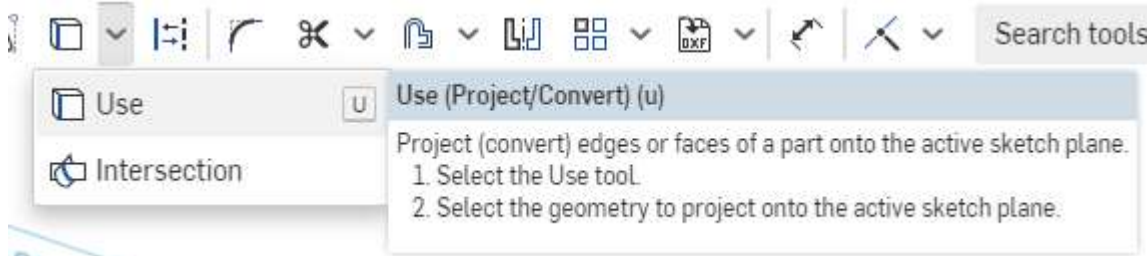 DXF
Search tools
Use U
Intersection
Use (Project/Convert) (u)
Project (convert) edges or faces of a part onto the active sketch plane.
1. Select the Use tool.
2. Select the geometry to project onto the active sketch plane.